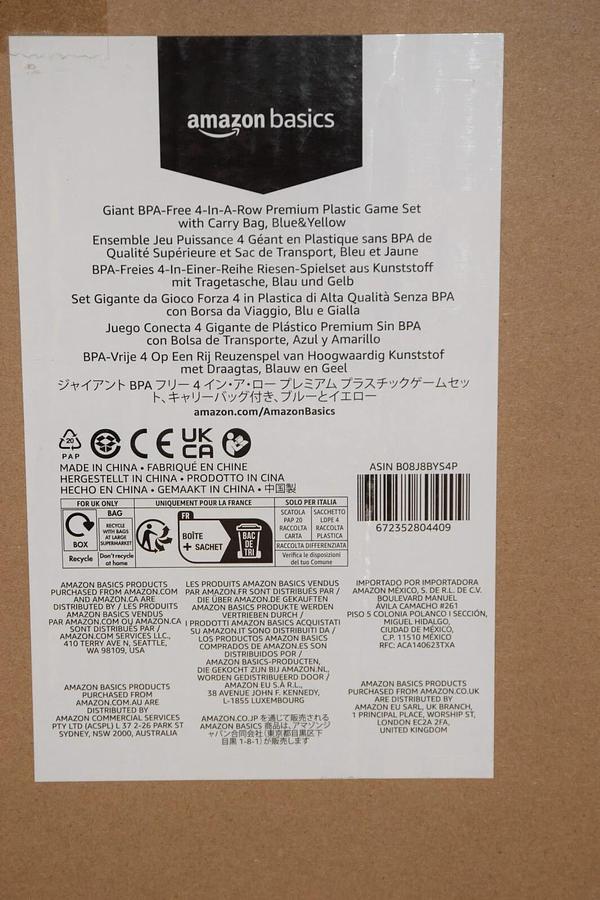 amazon basics
Giant BPA-Free 4-In-A-Row Premium Plastic Game Set
with Carry Bag, Blue&Yellow
Ensemble Jeu Puissance 4 Géant en Plastique sans BPA de
Qualité Supérieure et Sac de Transport, Bleu et Jaune
BPA-Freies 4-In-Einer-Reihe Riesen-Spielset aus Kunststoff
mit Tragetasche, Blau und Gelb
Set Gigante da Gioco Forza 4 in Plastica di Alta Qualità Senza BPA
con Borsa da Viaggio, Blu e Gialla
Juego Conecta 4 Gigante de Plástico Premium Sin BPA
con Bolsa de Transporte, Azul y Amarillo
BPA-Vrije 4 Op Een Rij Reuzenspel van Hoogwaardig Kunststof
met Draagtas, Blauw en Geel
ジャイアント BPA フリー 4 イン・ア・ロー プレミアム プラスチックゲームセッ
ト、キャリーバッグ付き、ブルーとイエロー
amazon.com/AmazonBasics
20
PAP
CE
UK
CA
MADE IN CHINA • FABRIQUÉ EN CHINE
HERGESTELLT IN CHINA • PRODOTTO IN CINA
HECHO EN CHINA • GEMAAKT IN CHINA • 中国製
ASIN B08J8BYS4P
672352804409
FOR UK ONLY
BOX
Recycle
BAG
RECYCLE
WITH BAGS
AT LARGE
SUPERMARKET
Don't recycle
at home
UNIQUEMENT POUR LA FRANCE
FR
BOÎTE
+ SACHET
BAC
DE
TRI
SOLO PER ITALIA
SCATOLA
PAP 20
RACCOLTA
CARTA
SACCHETTO
LDPE 4
RACCOLTA
PLASTICA
RACCOLTA DIFFERENZIATA
Verifica le disposizioni
del tuo Comune
AMAZON BASICS PRODUCTS
PURCHASED FROM AMAZON.COM
AND AMAZON.CA ARE
DISTRIBUTED BY / LES PRODUITS
AMAZON BASICS VENDUS
PAR AMAZON.COM OU AMAZON.CA
SONT DISTRIBUÉS PAR /
AMAZON.COM SERVICES LLC.,
410 TERRY AVE N, SEATTLE,
WA 98109, USA
LES PRODUITS AMAZON BASICS VENDUS
PAR AMAZON.FR SONT DISTRIBUÉS PAR /
DIE ÜBER AMAZON.DE GEKAUFTEN
AMAZON BASICS PRODUKTE WERDEN
VERTRIEBEN DURCH /
I PRODOTTI AMAZON BASICS ACQUISTATI
SU AMAZON.IT SONO DISTRIBUITI DA /
LOS PRODUCTOS AMAZON BASICS
COMPRADOS DE AMAZON.ES SON
DISTRIBUIDOS POR /
AMAZON BASICS-PRODUCTEN,
DIE GEKOCHT ZIJN BIJ AMAZON.NL,
WORDEN GEDISTRIBUEERD DOOR /
AMAZON EU S.À R.L.,
38 AVENUE JOHN F. KENNEDY,
L-1855 LUXEMBOURG
IMPORTADO POR IMPORTADORA
AMAZON MÉXICO, S. DE R.L. DE C.V.
BOULEVARD MANUEL
ÁVILA CAMACHO #261
PISO 5 COLONIA POLANCO I SECCIÓN,
MIGUEL HIDALGO,
CIUDAD DE MÉXICO,
C.P. 11510 MÉXICO
RFC: ACA140623TXA
AMAZON BASICS PRODUCTS
PURCHASED FROM
AMAZON.COM.AU ARE
DISTRIBUTED BY
AMAZON COMMERCIAL SERVICES
PTY LTD (ACSPL) L 37 2-26 PARK ST
SYDNEY, NSW 2000, AUSTRALIA
AMAZON.CO.JP を通じて販売される
AMAZON BASICS 商品は、アマゾンジ
ャパン合同会社（東京都目黒区下
目黒 1-8-1）が販売します
AMAZON BASICS PRODUCTS
PURCHASED FROM AMAZON.CO.UK
ARE DISTRIBUTED BY
AMAZON EU SARL, UK BRANCH,
1 PRINCIPAL PLACE, WORSHIP ST,
LONDON EC2A 2FA,
UNITED KINGDOM